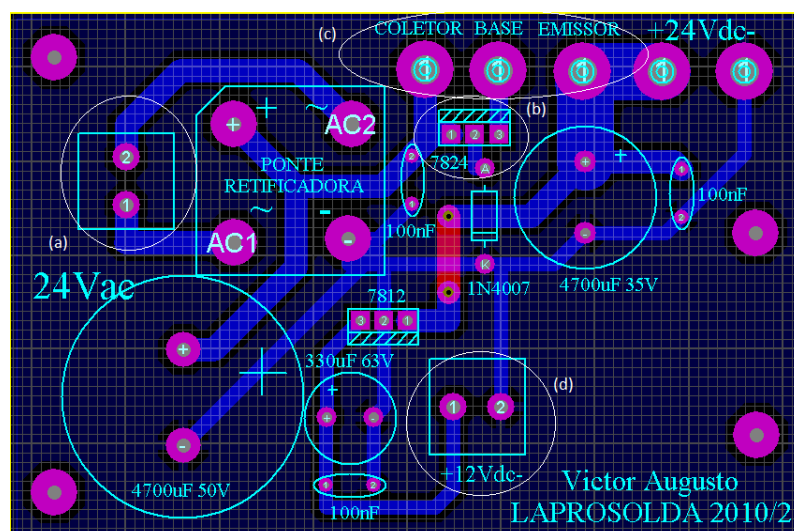 (c)
COLETOR BASE EMISSOR +24Vdc-
(b)
1 2 3
7824
+ ~
+ AC2
PONTE
RETIFICADORA
~ -
AC1 -
2
1
(a)
24Vac
2
1
100nF
A
K
1N4007
+ +
-
4700uF 35V
1
2
100nF
7812
3 2 1
330uF 63V
+
+ -
1 2
100nF
+
-
4700uF 50V
(d)
1 2
+12Vdc-
Victor Augusto
LAPROSOLDA 2010/2